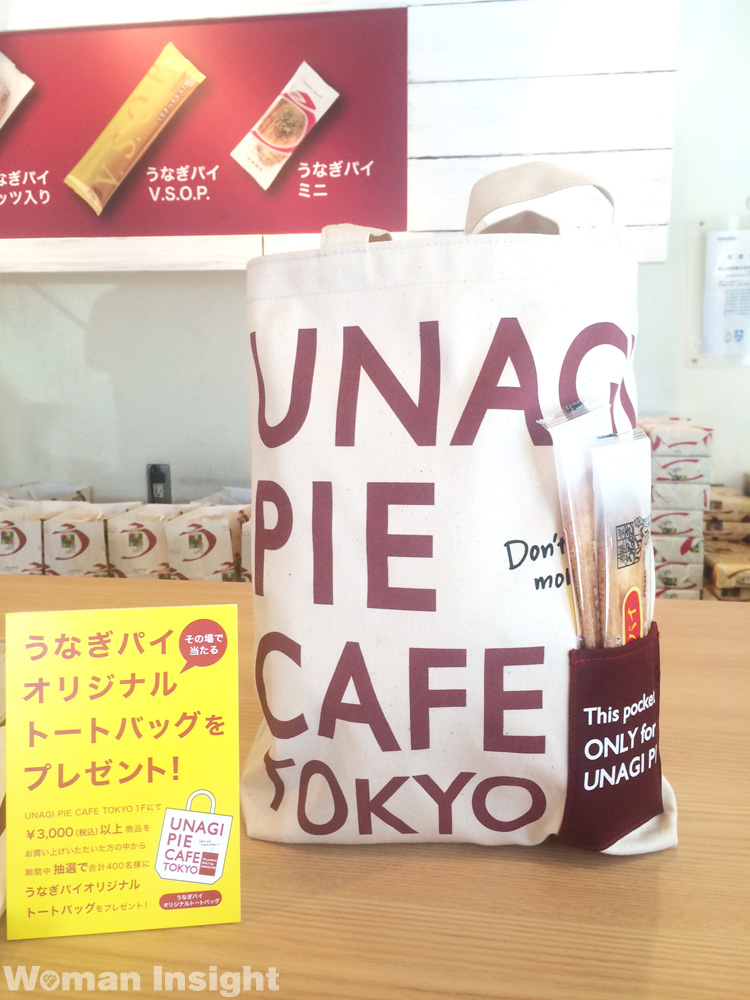 なぎパイ
ッツ入り
V.S.O.P.
うなぎパイ
V.S.O.P.
うなぎパイ
ミニ
UNAGI
PIE
CAFE
TOKYO
Don't
This pocket
ONLY for
UNAGI PI
うなぎパイ
その場で
当たる
オリジナル
トートバッグを
プレゼント!
UNAGI PIE CAFE TOKYO 1Fにて
¥3,000(税込)以上 商品を
お買い上げいただいた方の中から
期間中 抽選で合計400名様に
うなぎパイオリジナル
トートバッグをプレゼント!
UNAGI
PIE
CAFE
TOKYO
うなぎパイ
オリジナルトートバッグ
Woman Insight